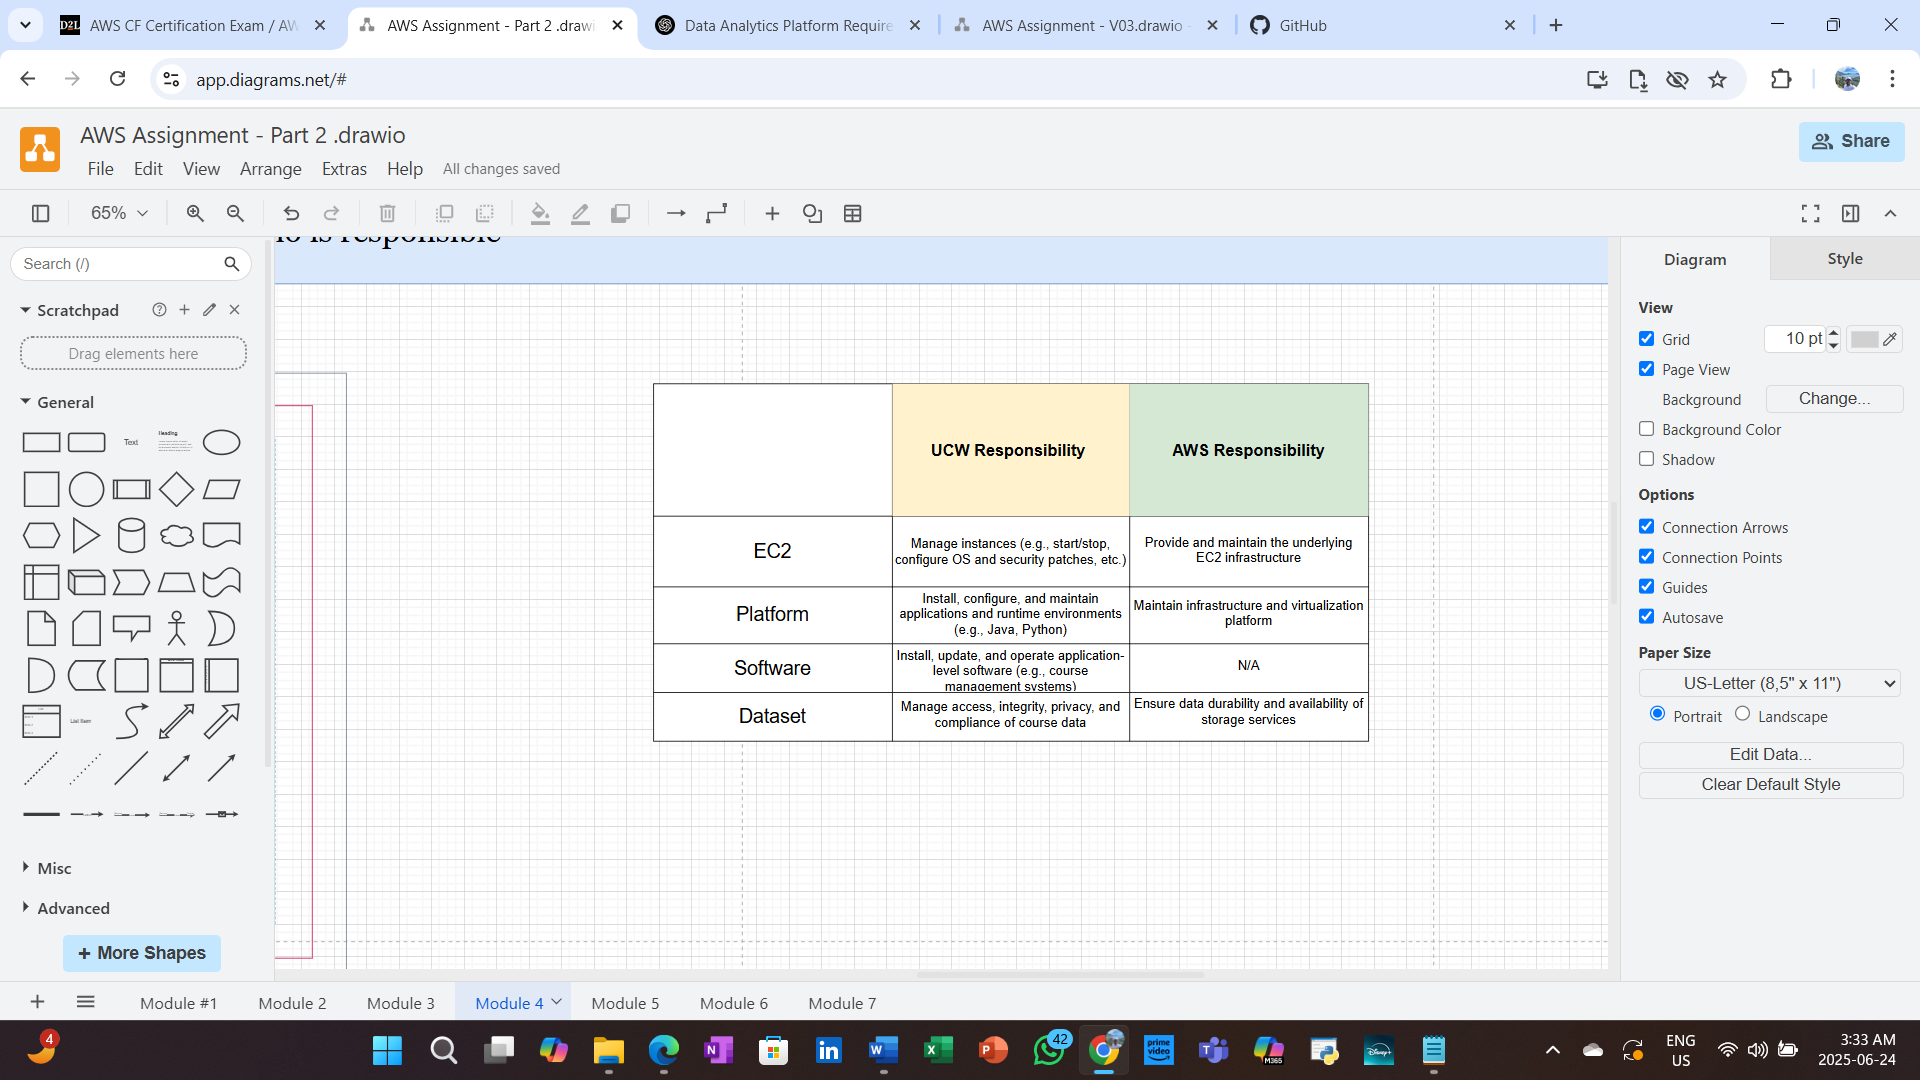 AWS CF Certification Exam / AW
AWS Assignment - Part 2 .drawi
Data Analytics Platform Require
AWS Assignment - V03.drawio -
GitHub
app.diagrams.net/#
AWS Assignment - Part 2 .drawio
File Edit View Arrange Extras Help All changes saved
Share
65%
Search (/)
Scratchpad
Drag elements here
General
Text
Heading
List Item
Misc
Advanced
+ More Shapes
is responsible
UCW Responsibility
AWS Responsibility
EC2
Manage instances (e.g., start/stop,
configure OS and security patches, etc.)
Provide and maintain the underlying
EC2 infrastructure
Platform
Install, configure, and maintain
applications and runtime environments
(e.g., Java, Python)
Maintain infrastructure and virtualization
platform
Software
Install, update, and operate application-
level software (e.g., course
management systems)
N/A
Dataset
Manage access, integrity, privacy, and
compliance of course data
Ensure data durability and availability of
storage services
Diagram
Style
View
Grid
10 pt
Page View
Background
Change...
Background Color
Shadow
Options
Connection Arrows
Connection Points
Guides
Autosave
Paper Size
US-Letter (8,5" x 11")
Portrait
Landscape
Edit Data...
Clear Default Style
Module #1
Module 2
Module 3
Module 4
Module 5
Module 6
Module 7
4
42
prime
video
M365
Disney+
ENG
US
3:33 AM
2025-06-24